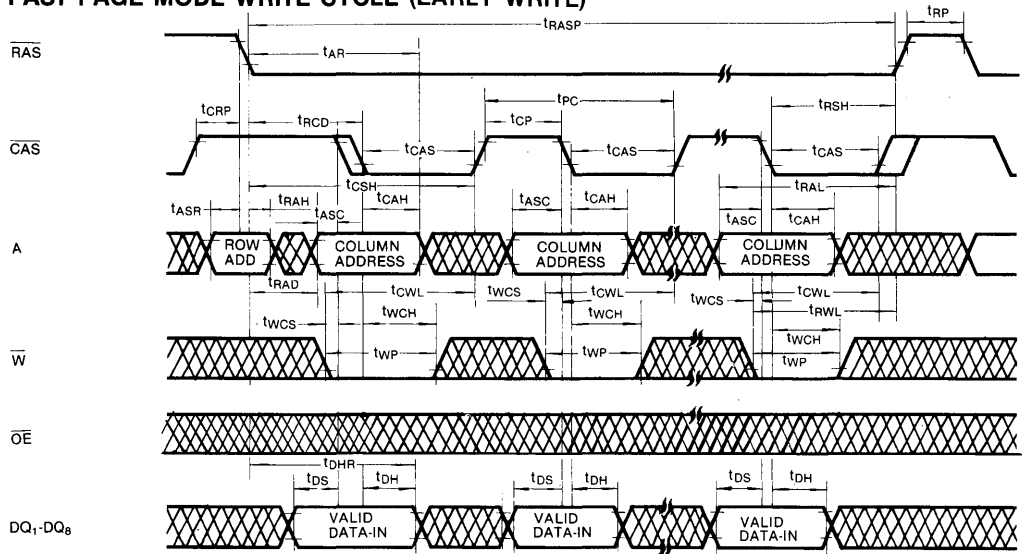 FAST PAGE MODE WRITE CYCLE (EARLY WRITE)
tRASP
tRP
tAR
RAS
tCRP
tRCD
tPC
tCP
tRSH
CAS
tCAS
tCAS
tCAS
tCSH
tRAL
tASR
tRAH
tASC
tCAH
tASC
tCAH
tASC
tCAH
A
ROW ADD
COLUMN ADDRESS
COLUMN ADDRESS
COLUMN ADDRESS
tRAD
tCWL
tWCS
tCWL
tWCS
tCWL
tRWL
tWCS
tWCH
tWCH
tWCH
W
tWP
tWP
tWP
OE
tDHR
tDS
tDH
tDS
tDH
tDS
tDH
DQ1-DQ8
VALID DATA-IN
VALID DATA-IN
VALID DATA-IN